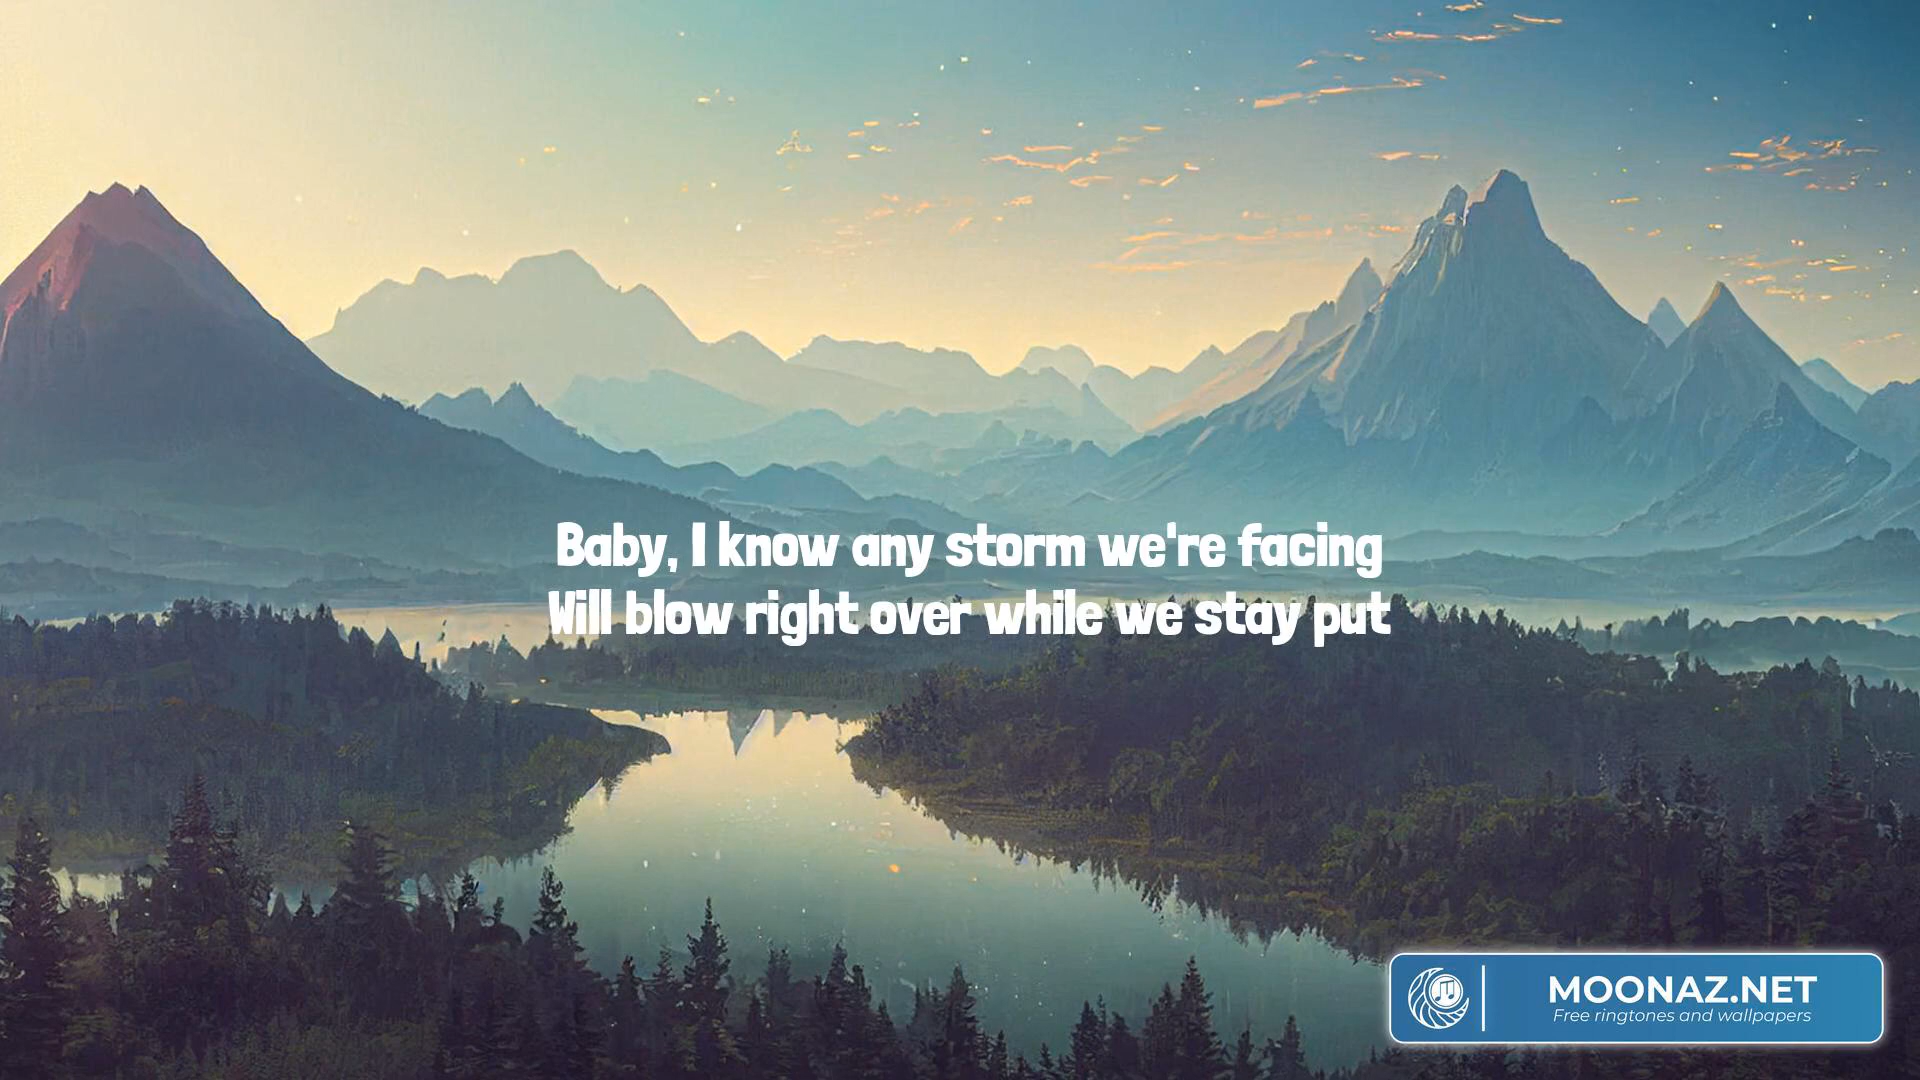 Baby, I know any storm we're facing
Will blow right over while we stay put
MOONAZ.NET
Free ringtones and wallpapers